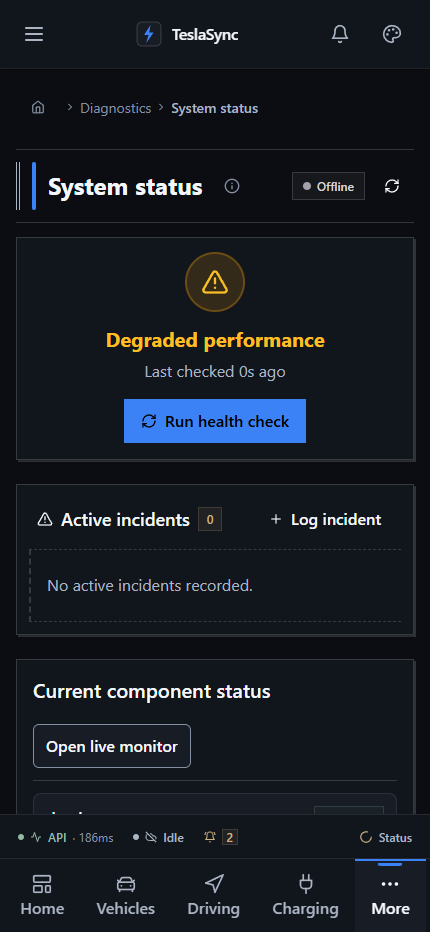 TeslaSync
Diagnostics
System status
System status
Offline
Degraded performance
Last checked 0s ago
Run health check
Active incidents 0
Log incident
No active incidents recorded.
Current component status
Open live monitor
API · 186ms
Idle
2
Status
Home
Vehicles
Driving
Charging
More